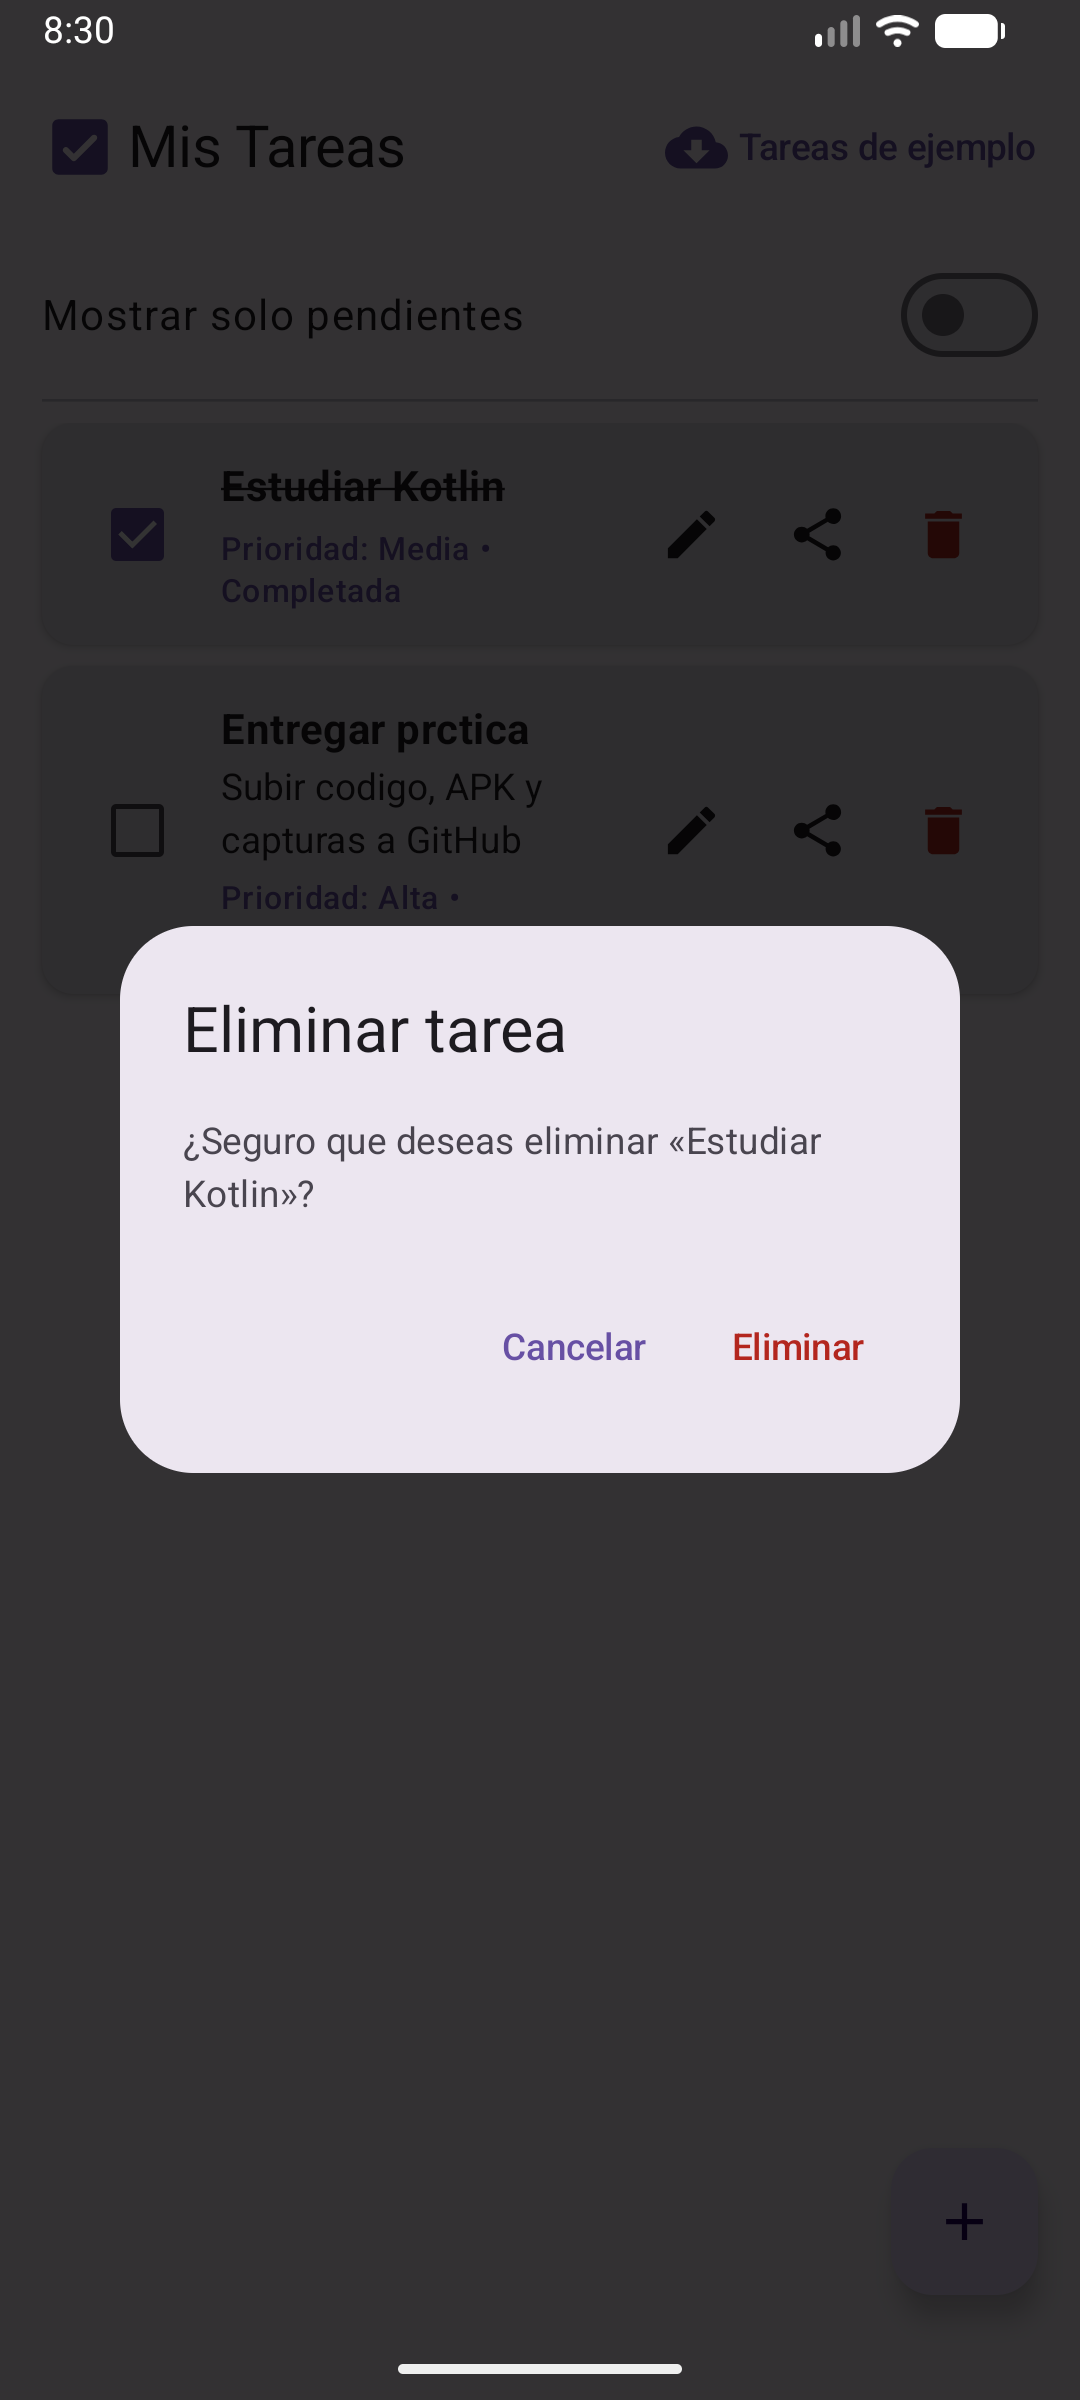 8:30
Mis Tareas
Tareas de ejemplo
Mostrar solo pendientes
Estudiar Kotlin
Prioridad: Media •
Completada
Entregar prctica
Subir codigo, APK y
capturas a GitHub
Prioridad: Alta •
Eliminar tarea
¿Seguro que deseas eliminar «Estudiar
Kotlin»?
Cancelar
Eliminar